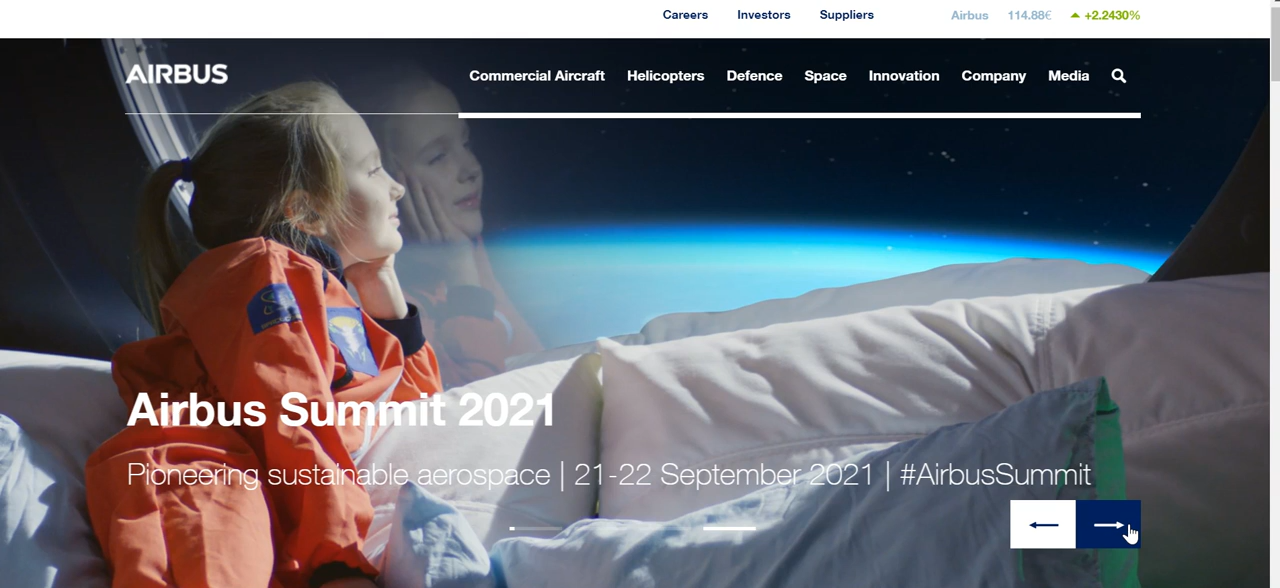 Careers Investors Suppliers Airbus 114.88€ +2.2430%
AIRBUS Commercial Aircraft Helicopters Defence Space Innovation Company Media
Airbus Summit 2021
Pioneering sustainable aerospace | 21-22 September 2021 | #AirbusSummit